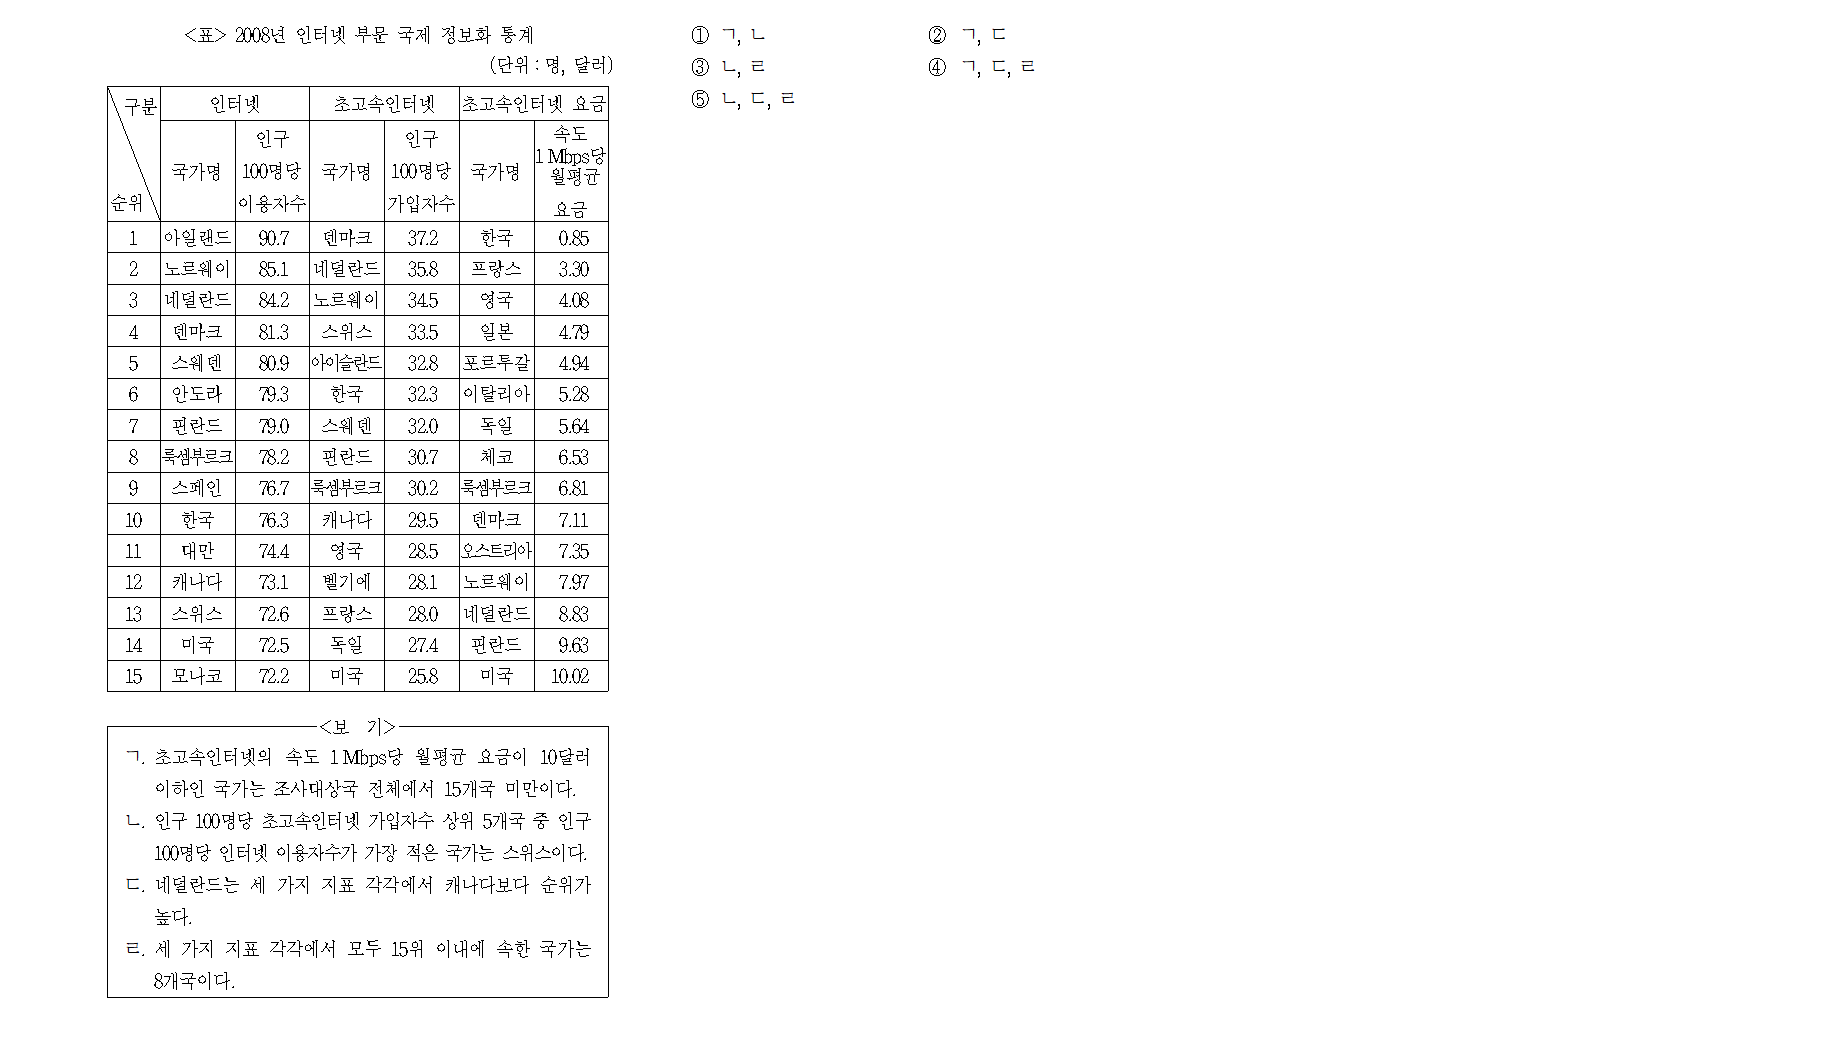 <표> 2008년 인터넷 부문 국제 정보화 통계
(단위 : 명, 달러)
구분 인터넷 초고속인터넷 초고속인터넷 요금
순위 국가명 인구 100명당 이용자수 국가명 인구 100명당 가입자수 국가명 속도 1 Mbps당 월평균 요금
1 아일랜드 90.7 덴마크 37.2 한국 0.85
2 노르웨이 85.1 네덜란드 35.8 프랑스 3.30
3 네덜란드 84.2 노르웨이 34.5 영국 4.08
4 덴마크 81.3 스위스 33.5 일본 4.79
5 스웨덴 80.9 아이슬란드 32.8 포르투갈 4.94
6 안도라 79.3 한국 32.3 이탈리아 5.28
7 핀란드 79.0 스웨덴 32.0 독일 5.64
8 룩셈부르크 78.2 핀란드 30.7 체코 6.53
9 스페인 76.7 룩셈부르크 30.2 룩셈부르크 6.81
10 한국 76.3 캐나다 29.5 덴마크 7.11
11 대만 74.4 영국 28.5 오스트리아 7.35
12 캐나다 73.1 벨기에 28.1 노르웨이 7.97
13 스위스 72.6 프랑스 28.0 네덜란드 8.83
14 미국 72.5 독일 27.4 핀란드 9.63
15 모나코 72.2 미국 25.8 미국 10.02
<보 기>
ㄱ. 초고속인터넷의 속도 1 Mbps당 월평균 요금이 10달러
이하인 국가는 조사대상국 전체에서 15개국 미만이다.
ㄴ. 인구 100명당 초고속인터넷 가입자수 상위 5개국 중 인구
100명당 인터넷 이용자수가 가장 적은 국가는 스위스이다.
ㄷ. 네덜란드는 세 가지 지표 각각에서 캐나다보다 순위가
높다.
ㄹ. 세 가지 지표 각각에서 모두 15위 이내에 속한 국가는
8개국이다.
① ㄱ, ㄴ ② ㄱ, ㄷ
③ ㄴ, ㄹ ④ ㄱ, ㄷ, ㄹ
⑤ ㄴ, ㄷ, ㄹ